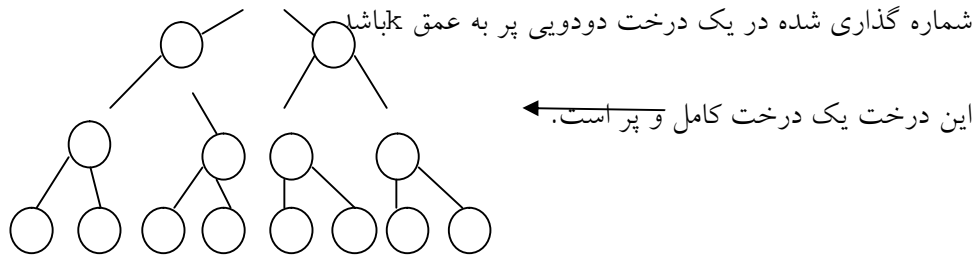 شماره گذاری شده در یک درخت دودویی پر به عمق kباشد
این درخت یک درخت کامل و پر است.